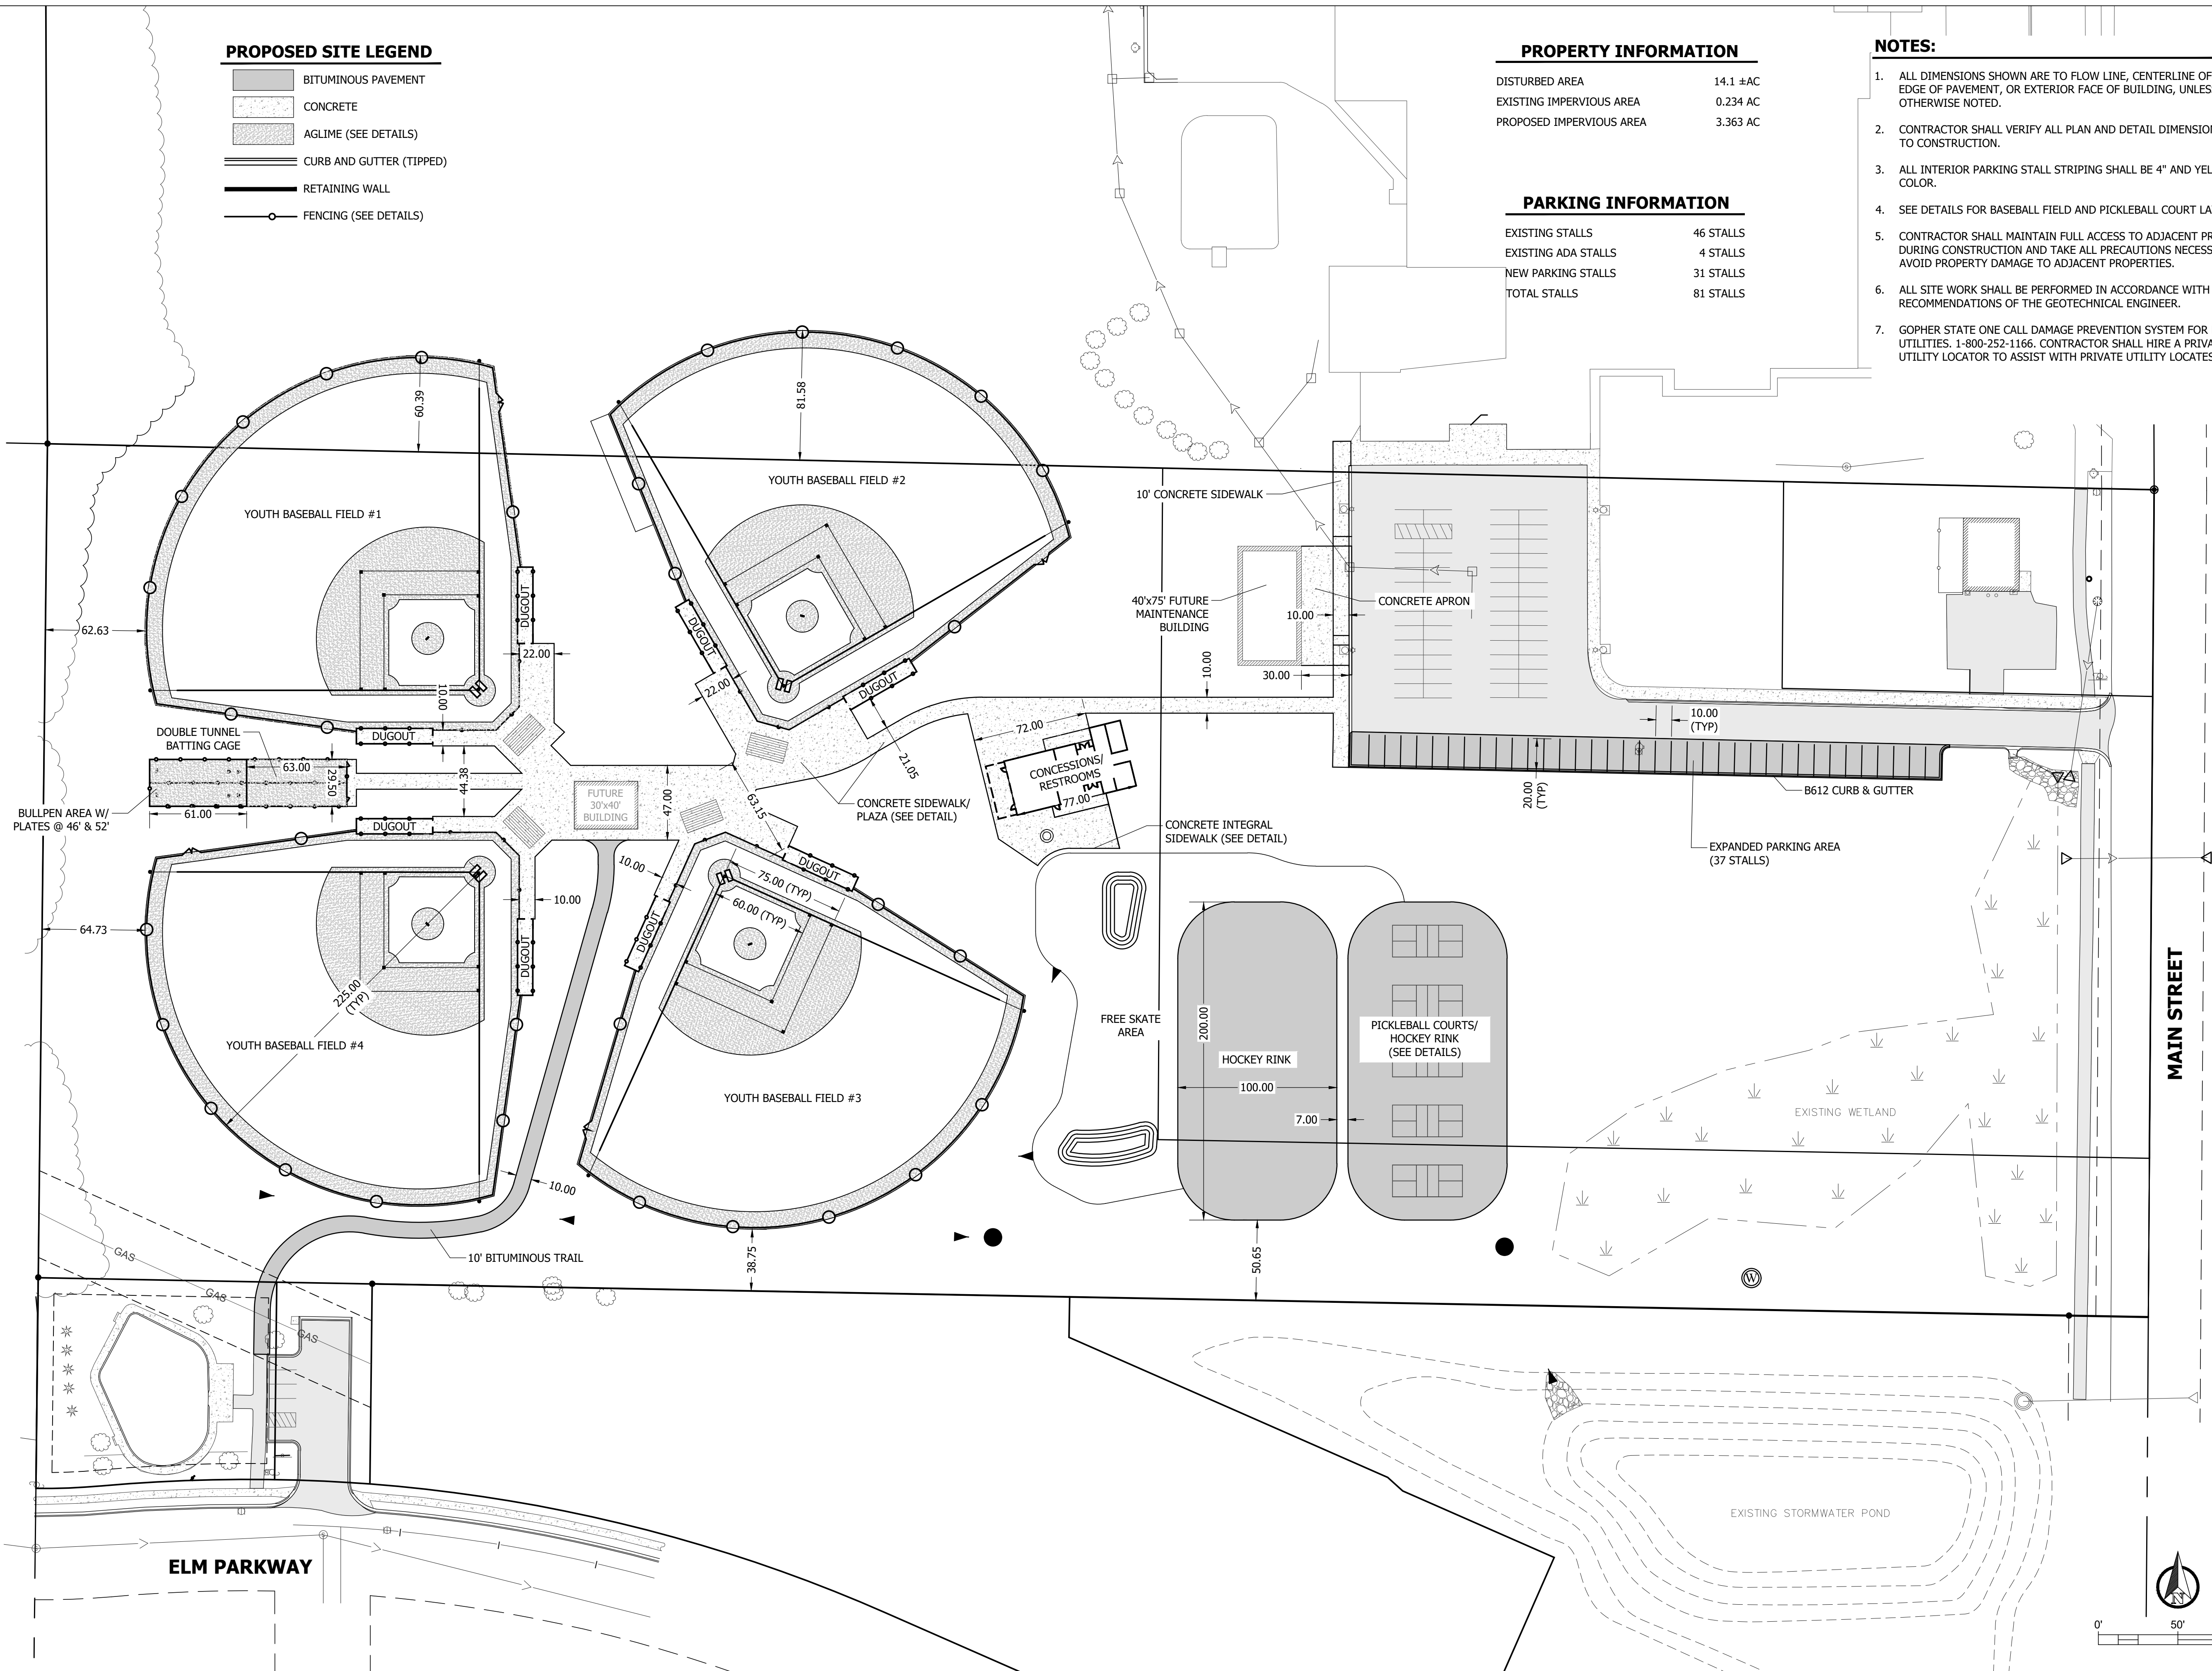 PROPOSED SITE LEGEND
BITUMINOUS PAVEMENT
CONCRETE
AGLIME (SEE DETAILS)
CURB AND GUTTER (TIPPED)
RETAINING WALL
FENCING (SEE DETAILS)
PROPERTY INFORMATION
DISTURBED AREA 14.1 ±AC
EXISTING IMPERVIOUS AREA 0.234 AC
PROPOSED IMPERVIOUS AREA 3.363 AC
PARKING INFORMATION
EXISTING STALLS 46 STALLS
EXISTING ADA STALLS 4 STALLS
NEW PARKING STALLS 31 STALLS
TOTAL STALLS 81 STALLS
NOTES:
1. ALL DIMENSIONS SHOWN ARE TO FLOW LINE, CENTERLINE OF
EDGE OF PAVEMENT, OR EXTERIOR FACE OF BUILDING, UNLES
OTHERWISE NOTED.
2. CONTRACTOR SHALL VERIFY ALL PLAN AND DETAIL DIMENSION
TO CONSTRUCTION.
3. ALL INTERIOR PARKING STALL STRIPING SHALL BE 4" AND YEL
COLOR.
4. SEE DETAILS FOR BASEBALL FIELD AND PICKLEBALL COURT LA
5. CONTRACTOR SHALL MAINTAIN FULL ACCESS TO ADJACENT PR
DURING CONSTRUCTION AND TAKE ALL PRECAUTIONS NECESS
AVOID PROPERTY DAMAGE TO ADJACENT PROPERTIES.
6. ALL SITE WORK SHALL BE PERFORMED IN ACCORDANCE WITH
RECOMMENDATIONS OF THE GEOTECHNICAL ENGINEER.
7. GOPHER STATE ONE CALL DAMAGE PREVENTION SYSTEM FOR
UTILITIES. 1-800-252-1166. CONTRACTOR SHALL HIRE A PRIVA
UTILITY LOCATOR TO ASSIST WITH PRIVATE UTILITY LOCATES
60.39
81.58
YOUTH BASEBALL FIELD #1
YOUTH BASEBALL FIELD #2
10' CONCRETE SIDEWALK
62.63
DUGOUT
DUGOUT
22.00
22.00
10.00
DUGOUT
DUGOUT
40'x75' FUTURE
MAINTENANCE
BUILDING
CONCRETE APRON
10.00
30.00
10.00
10.00
(TYP)
DOUBLE TUNNEL
BATTING CAGE
63.00
29.50
44.38
BULLPEN AREA W/
PLATES @ 46' & 52'
61.00
DUGOUT
FUTURE
30'x40'
BUILDING
47.00
63.15
21.05
CONCRETE SIDEWALK/
PLAZA (SEE DETAIL)
72.00
CONCESSIONS/
RESTROOMS
77.00
CONCRETE INTEGRAL
SIDEWALK (SEE DETAIL)
20.00
(TYP)
B612 CURB & GUTTER
EXPANDED PARKING AREA
(37 STALLS)
64.73
10.00
DUGOUT
10.00
DUGOUT
DUGOUT
75.00 (TYP)
60.00 (TYP)
225.00
(TYP)
YOUTH BASEBALL FIELD #4
YOUTH BASEBALL FIELD #3
FREE SKATE
AREA
200.00
HOCKEY RINK
100.00
7.00
PICKLEBALL COURTS/
HOCKEY RINK
(SEE DETAILS)
EXISTING WETLAND
MAIN STREET
10.00
10' BITUMINOUS TRAIL
38.75
50.65
W
GAS
GAS
GAS
EXISTING STORMWATER POND
ELM PARKWAY
N
0' 50'